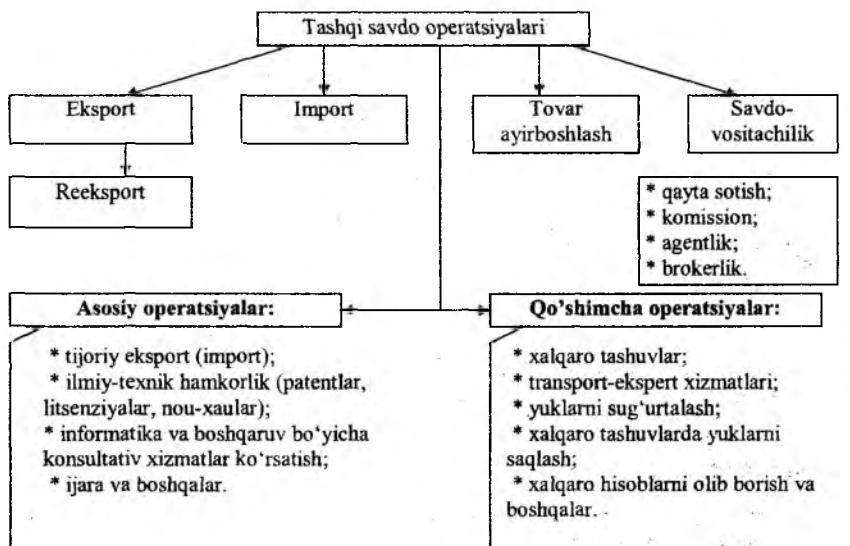 Tashqi savdo operatsiyalari
Eksport
Import
Tovar
ayirboshlash
Savdo-
vositachilik
Reeksport
* qayta sotish;
* komission;
* agentlik;
* brokerlik.
Asosiy operatsiyalar:
* tijoriy eksport (import);
* ilmiy-texnik hamkorlik (patentlar,
litsenziyalar, nou-xaular);
* informatika va boshqaruv bo‘yicha
konsultativ xizmatlar ko‘rsatish;
* ijara va boshqalar.
Qo'shimcha operatsiyalar:
* xalqaro tashuvlar;
* transport-ekspert xizmatlari;
* yuklarni sug‘urtalash;
* xalqaro tashuvlarda yuklarni
saqlash;
* xalqaro hisoblarni olib borish va
boshqalar.